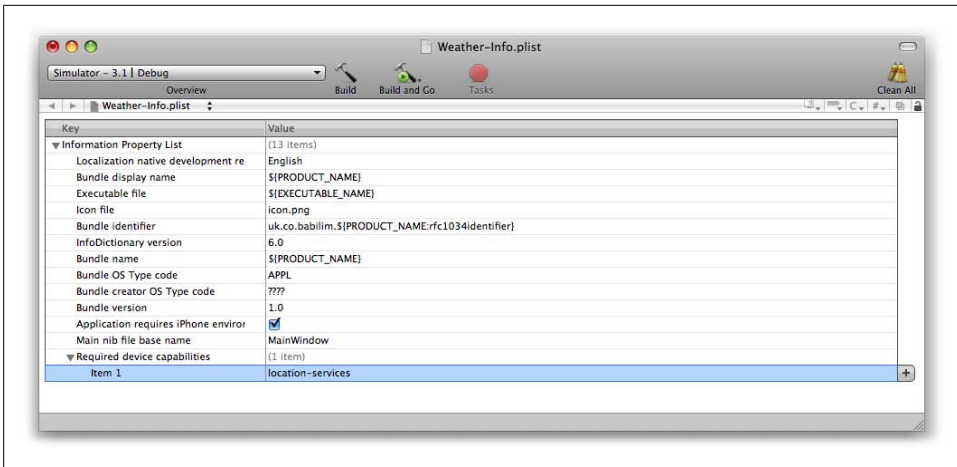 Weather-Info.plist
Simulator - 3.1 | Debug
Overview Build Build and Go Tasks Clean All
Weather-Info.plist C #
Key Value
Information Property List (13 items)
Localization native development re English
Bundle display name ${PRODUCT_NAME}
Executable file ${EXECUTABLE_NAME}
Icon file icon.png
Bundle identifier uk.co.babilim.${PRODUCT_NAME:rfc1034identifier}
InfoDictionary version 6.0
Bundle name ${PRODUCT_NAME}
Bundle OS Type code APPL
Bundle creator OS Type code ????
Bundle version 1.0
Application requires iPhone enviror
Main nib file base name MainWindow
Required device capabilities (1 item)
Item 1 location-services +